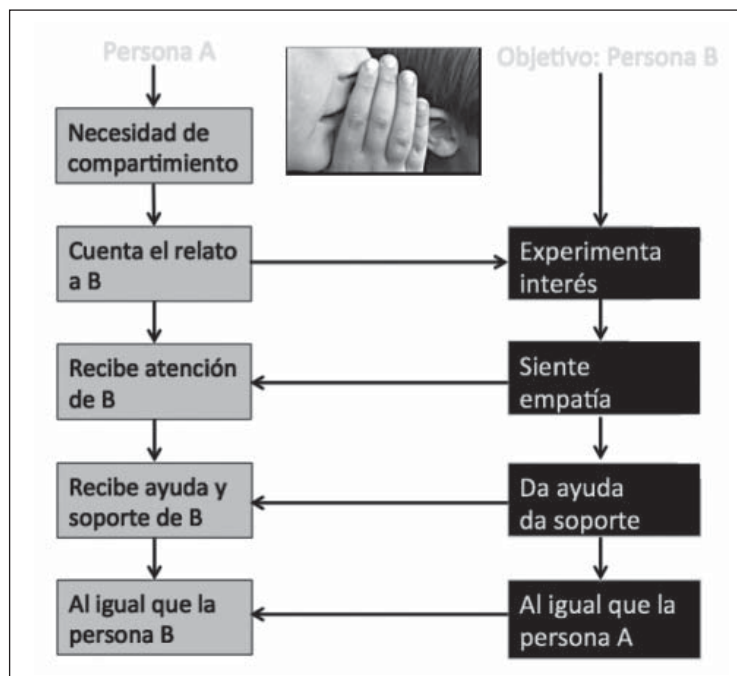 Persona A
Objetivo: Persona B
Necesidad de
compartimiento
Cuenta el relato
a B
Experimenta
interés
Recibe atención
de B
Siente
empatía
Recibe ayuda y
soporte de B
Da ayuda
da soporte
Al igual que la
persona B
Al igual que la
persona A